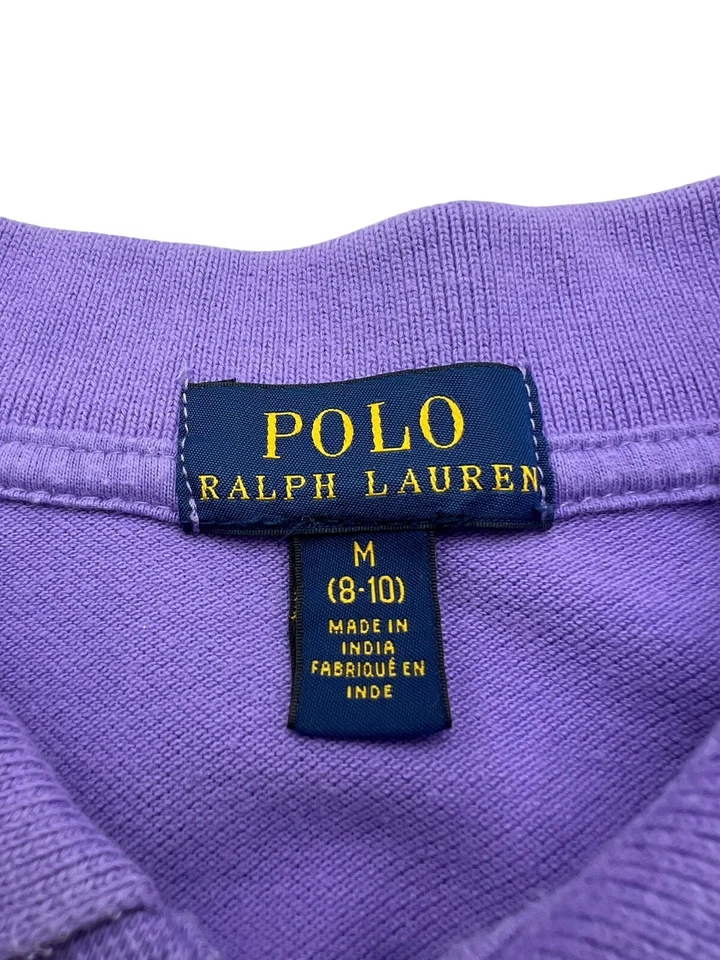 POLO
RALPH LAUREN
M
(8-10)
MADE IN
INDIA
FABRIQUÉ EN
INDE